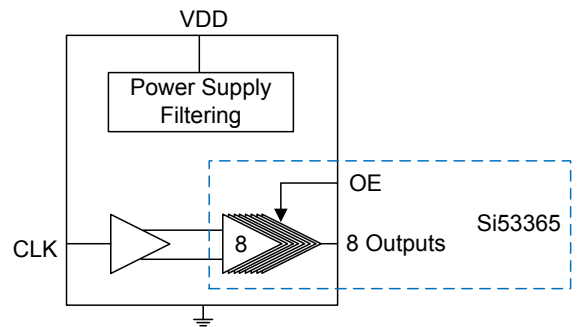 VDD
Power Supply
Filtering
OE
Si53365
CLK
8
8 Outputs